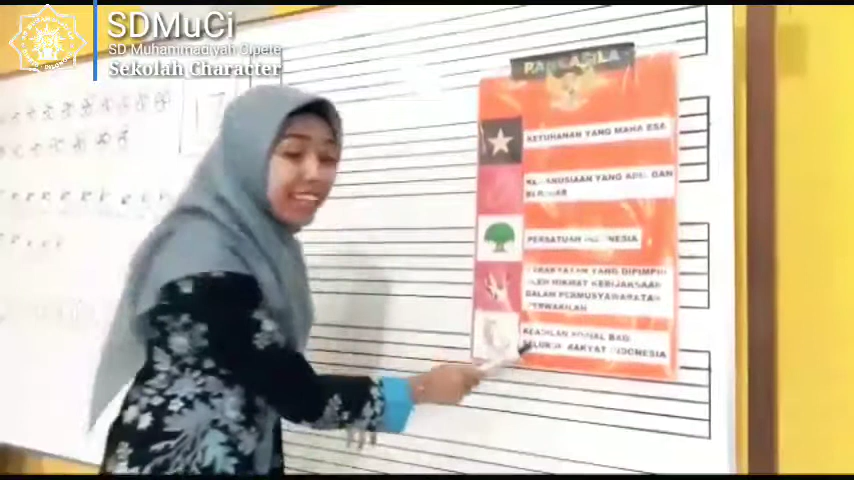 SDMuCi
SD Muhammadiyah Cipete
Sekolah Character
PANCASILA
KETUHANAN YANG MAHA ESA
KEMANUSIAAN YANG ADIL DAN
BERADAB
PERSATUAN INDONESIA
KERAKYATAN YANG DIPIMPIN
OLEH HIKMAT KEBIJAKSAAN
DALAM PERMUSYAWARATAN
PERWAKILAN
KEADILAN SOSIAL BAGI
SELURUH RAKYAT INDONESIA